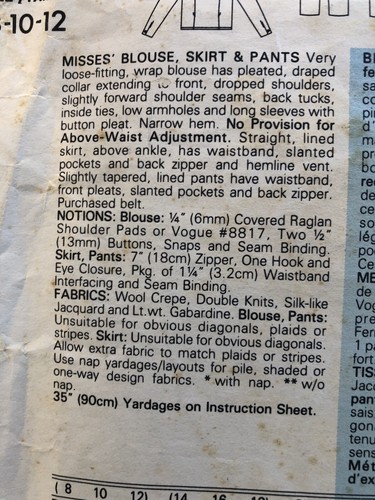 8-10-12
MISSES' BLOUSE, SKIRT & PANTS Very
loose-fitting, wrap blouse has pleated, draped
collar extending to front, dropped shoulders,
slightly forward shoulder seams, back tucks,
inside ties, low armholes and long sleeves with
button pleat. Narrow hem. No Provision for
Above-Waist Adjustment. Straight, lined
skirt, above ankle, has waistband, slanted
pockets and back zipper and hemline vent.
Slightly tapered, lined pants have waistband,
front pleats, slanted pockets and back zipper.
Purchased belt.
NOTIONS: Blouse: ¼" (6mm) Covered Raglan
Shoulder Pads or Vogue #8817, Two ½"
(13mm) Buttons, Snaps and Seam Binding.
Skirt, Pants: 7" (18cm) Zipper, One Hook and
Eye Closure, Pkg. of 1¼" (3.2cm) Waistband
Interfacing and Seam Binding.
FABRICS: Wool Crepe, Double Knits, Silk-like
Jacquard and Lt.wt. Gabardine. Blouse, Pants:
Unsuitable for obvious diagonals, plaids or
stripes. Skirt: Unsuitable for obvious diagonals.
Allow extra fabric to match plaids or stripes.
Use nap yardages/layouts for pile, shaded or
one-way design fabrics. * with nap. ** w/o
nap.
35" (90cm) Yardages on Instruction Sheet.
(8 10 12) (14 16 18)